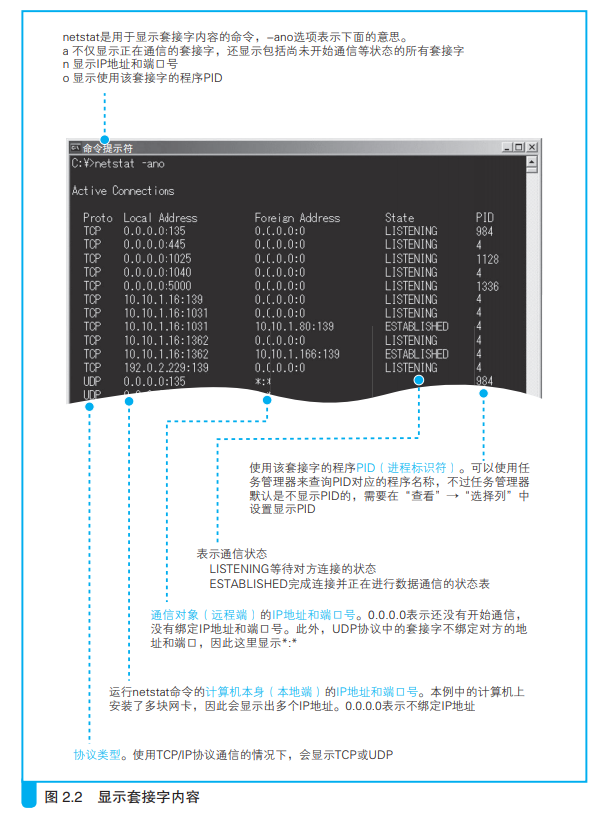 netstat是用于显示套接字内容的命令，-ano选项表示下面的意思。
a 不仅显示正在通信的套接字，还显示包括尚未开始通信等状态的所有套接字
n 显示IP地址和端口号
o 显示使用该套接字的程序PID
命令提示符
C:¥>netstat -ano
Active Connections
Proto Local Address Foreign Address State PID
TCP 0.0.0.0:135 0.0.0.0:0 LISTENING 984
TCP 0.0.0.0:445 0.0.0.0:0 LISTENING 4
TCP 0.0.0.0:1025 0.0.0.0:0 LISTENING 1128
TCP 0.0.0.0:1040 0.0.0.0:0 LISTENING 4
TCP 0.0.0.0:5000 0.0.0.0:0 LISTENING 1336
TCP 10.10.1.16:139 0.0.0.0:0 LISTENING 4
TCP 10.10.1.16:1031 0.0.0.0:0 LISTENING 4
TCP 10.10.1.16:1031 10.10.1.80:139 ESTABLISHED 4
TCP 10.10.1.16:1362 0.0.0.0:0 LISTENING 4
TCP 10.10.1.16:1362 10.10.1.166:139 ESTABLISHED 4
TCP 192.0.2.229:139 0.0.0.0:0 LISTENING 4
UDP 0.0.0.0:135 *:* 984
UDP
使用该套接字的程序PID（进程标识符）。可以使用任
务管理器来查询PID对应的程序名称，不过任务管理器
默认是不显示PID的，需要在“查看”→“选择列”中
设置显示PID
表示通信状态
LISTENING等待对方连接的状态
ESTABLISHED完成连接并正在进行数据通信的状态表
通信对象（远程端）的IP地址和端口号。0.0.0.0表示还没有开始通信，
没有绑定IP地址和端口号。此外，UDP协议中的套接字不绑定对方的地
址和端口，因此这里显示*:*
运行netstat命令的计算机本身（本地端）的IP地址和端口号。本例中的计算机上
安装了多块网卡，因此会显示出多个IP地址。0.0.0.0表示不绑定IP地址
协议类型。使用TCP/IP协议通信的情况下，会显示TCP或UDP
图 2.2 显示套接字内容